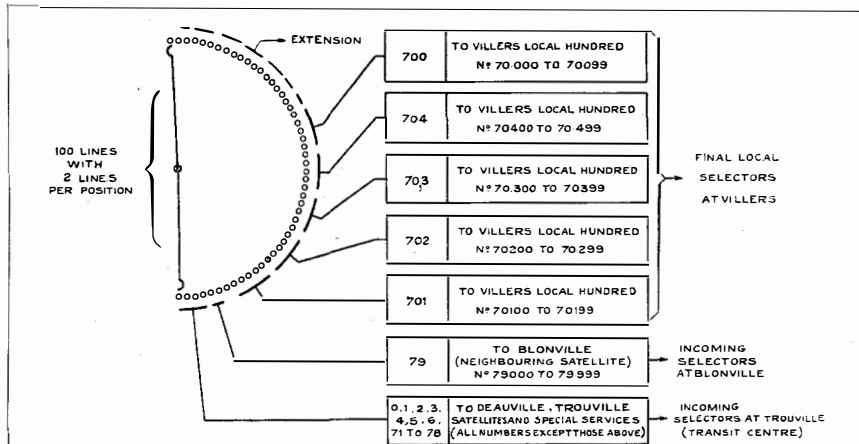 EXTENSION
100 LINES
WITH
2 LINES
PER POSITION
700
TO VILLERS LOCAL HUNDRED
Nº 70.000 TO 70099
704
TO VILLERS LOCAL HUNDRED
Nº 70400 TO 70.499
70,3
TO VILLERS LOCAL HUNDRED
Nº 70.300 TO 70399
702
TO VILLERS LOCAL HUNDRED
Nº 70200 TO 70.299
701
TO VILLERS LOCAL HUNDRED
Nº 70100 TO 70199
FINAL LOCAL
SELECTORS
AT VILLERS
79
TO BLONVILLE
(NEIGHBOURING SATELLITE)
Nº 79000 TO 79.999
INCOMING
SELECTORS
AT BLONVILLE
0.1.2.3.
4,5.6.
71 TO 78
TO DEAUVILLE, TROUVILLE
SATELLITES AND SPECIAL SERVICES
(ALL NUMBERS EXCEPT THOSE ABOVE)
INCOMING
SELECTORS AT TROUVILLE
(TRANSIT CENTRE)